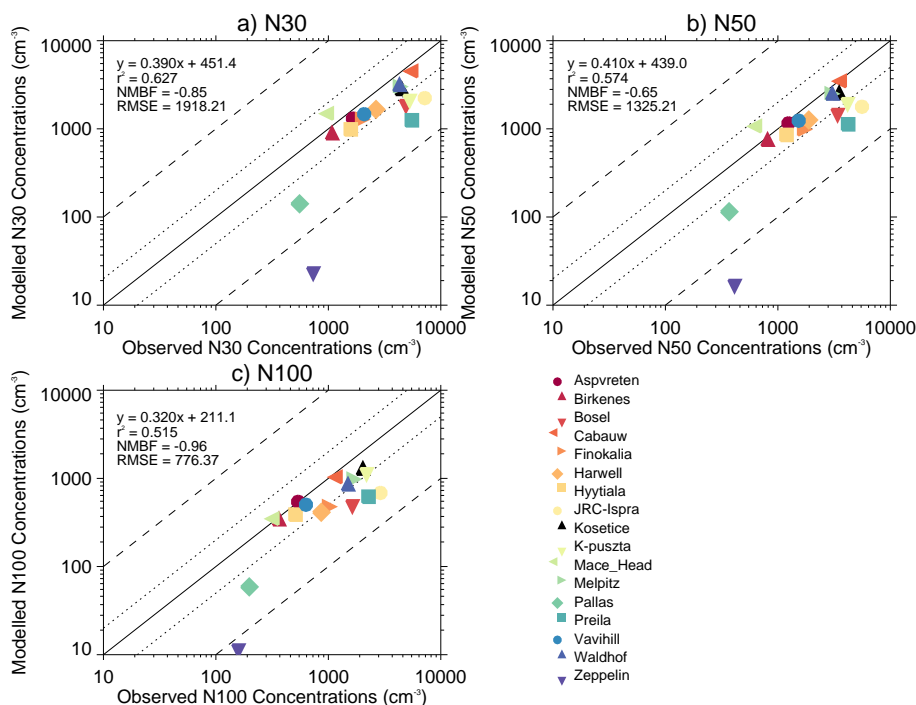 a) N30
y = 0.390x + 451.4
r² = 0.627
NMBF = -0.85
RMSE = 1918.21
10000
1000
100
10
Modelled N30 Concentrations (cm⁻³)
10 100 1000 10000
Observed N30 Concentrations (cm⁻³)
b) N50
y = 0.410x + 439.0
r² = 0.574
NMBF = -0.65
RMSE = 1325.21
10000
1000
100
10
Modelled N50 Concentrations (cm⁻³)
10 100 1000 10000
Observed N50 Concentrations (cm⁻³)
c) N100
y = 0.320x + 211.1
r² = 0.515
NMBF = -0.96
RMSE = 776.37
10000
1000
100
10
Modelled N100 Concentrations (cm⁻³)
10 100 1000 10000
Observed N100 Concentrations (cm⁻³)
Aspvreten
Birkenes
Bosel
Cabauw
Finokalia
Harwell
Hyytiala
JRC-Ispra
Kosetice
K-puszta
Mace_Head
Melpitz
Pallas
Preila
Vavihill
Waldhof
Zeppelin